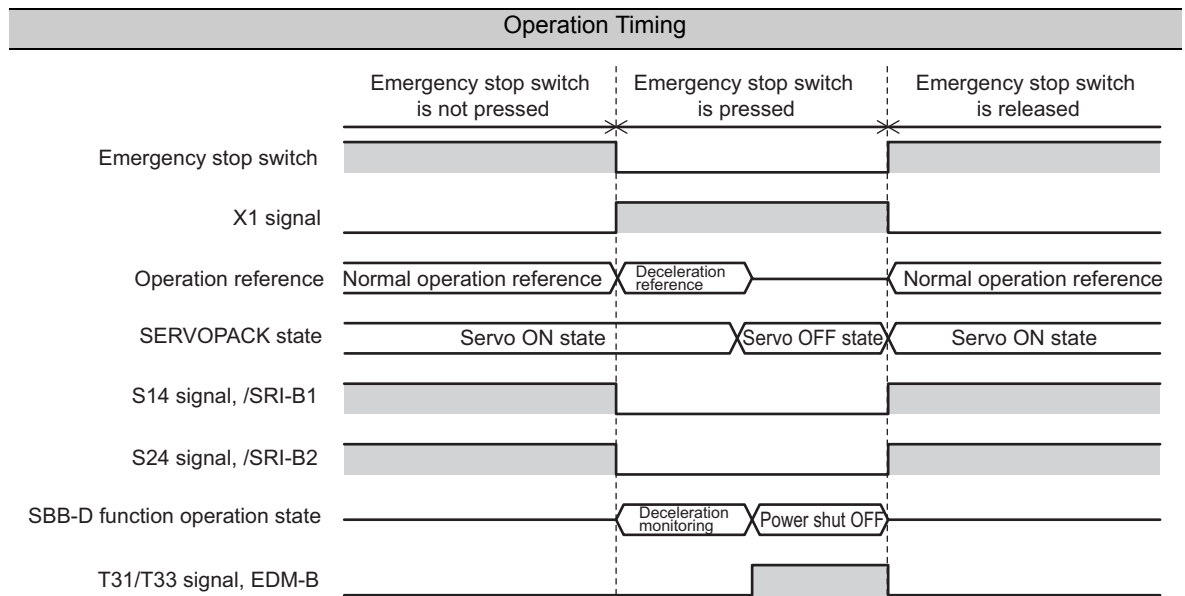 Operation Timing
Emergency stop switch
is not pressed
Emergency stop switch
is pressed
Emergency stop switch
is released
Emergency stop switch
X1 signal
Operation reference
Normal operation reference
Deceleration
reference
Normal operation reference
SERVOPACK state
Servo ON state
Servo OFF state
Servo ON state
S14 signal, /SRI-B1
S24 signal, /SRI-B2
SBB-D function operation state
Deceleration
monitoring
Power shut OFF
T31/T33 signal, EDM-B